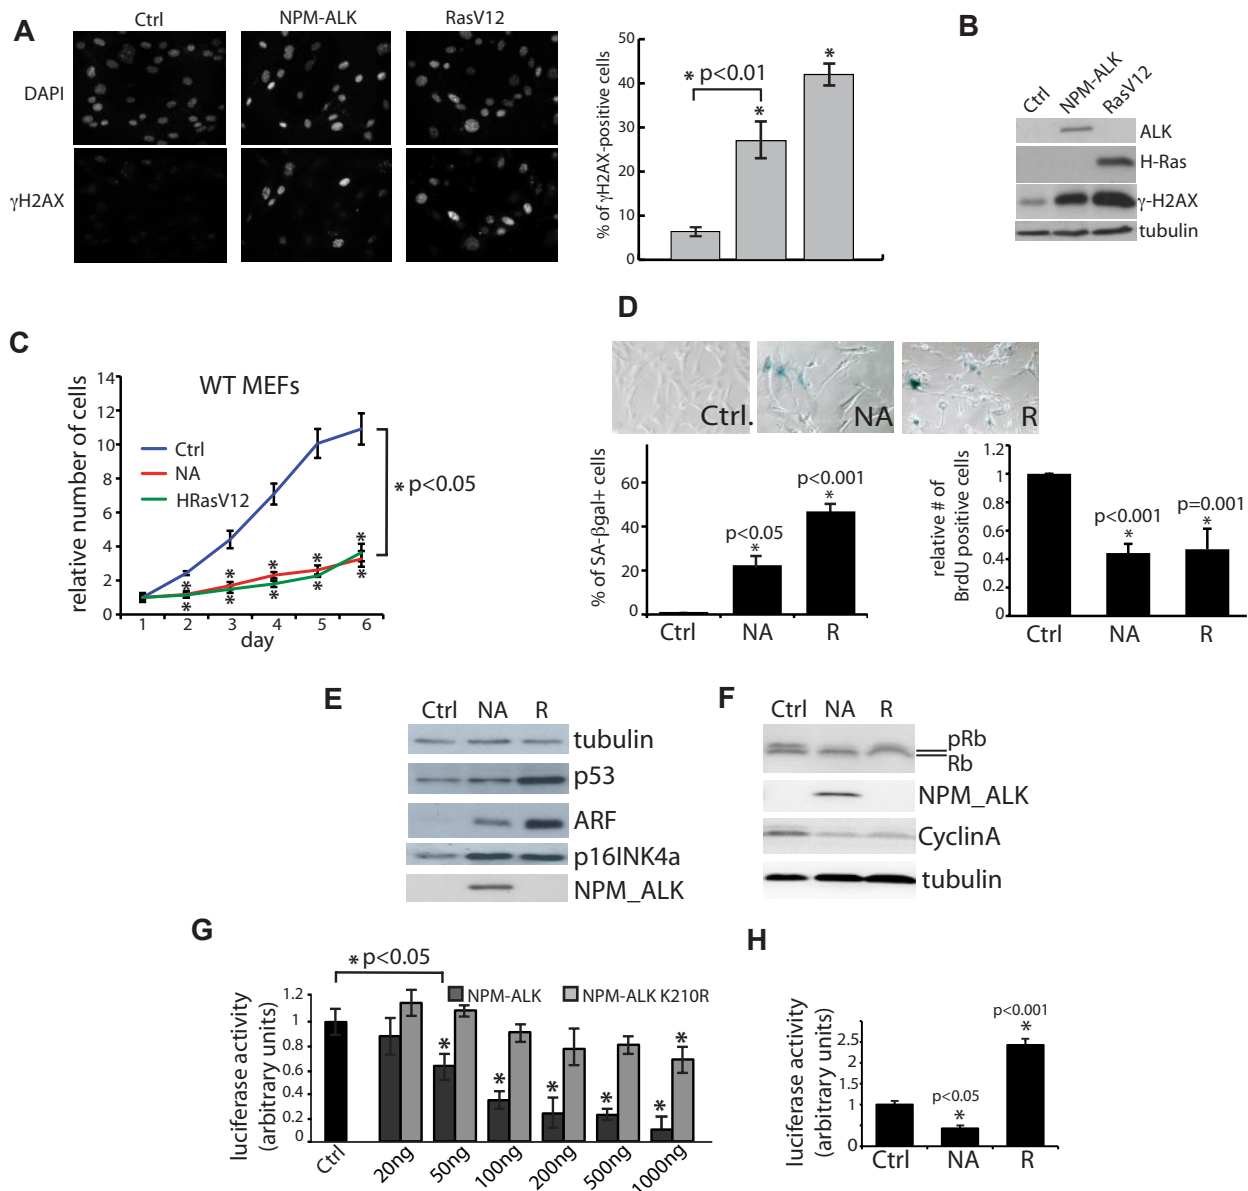 A
Ctrl
NPM-ALK
RasV12
DAPI
γH2AX
% of γH2AX-positive cells
50
40
30
20
10
0
* p<0.01
*
*
B
Ctrl
NPM-ALK
RasV12
ALK
H-Ras
γ-H2AX
tubulin
C
WT MEFs
relative number of cells
14
12
10
8
6
4
2
0
Ctrl
NA
HRasV12
* p<0.05
* * * * *
* * * * *
1 2 3 4 5 6
day
D
Ctrl.
NA
R
% of SA-βgal+ cells
60
40
20
0
p<0.05
*
p<0.001
*
Ctrl NA R
relative # of
BrdU positive cells
1.2
1
0.8
0.6
0.4
0.2
0
p<0.001
*
p=0.001
*
Ctrl NA R
E
Ctrl NA R
tubulin
p53
ARF
p16INK4a
NPM_ALK
F
Ctrl NA R
pRb
Rb
NPM_ALK
CyclinA
tubulin
G
* p<0.05
NPM-ALK
NPM-ALK K210R
luciferase activity
(arbitrary units)
1.2
1
0.8
0.6
0.4
0.2
0
* * * * * *
Ctrl
20ng
50ng
100ng
200ng
500ng
1000ng
H
luciferase activity
(arbitrary units)
2.5
2
1.5
1
0.5
0
p<0.05
*
p<0.001
*
Ctrl NA R